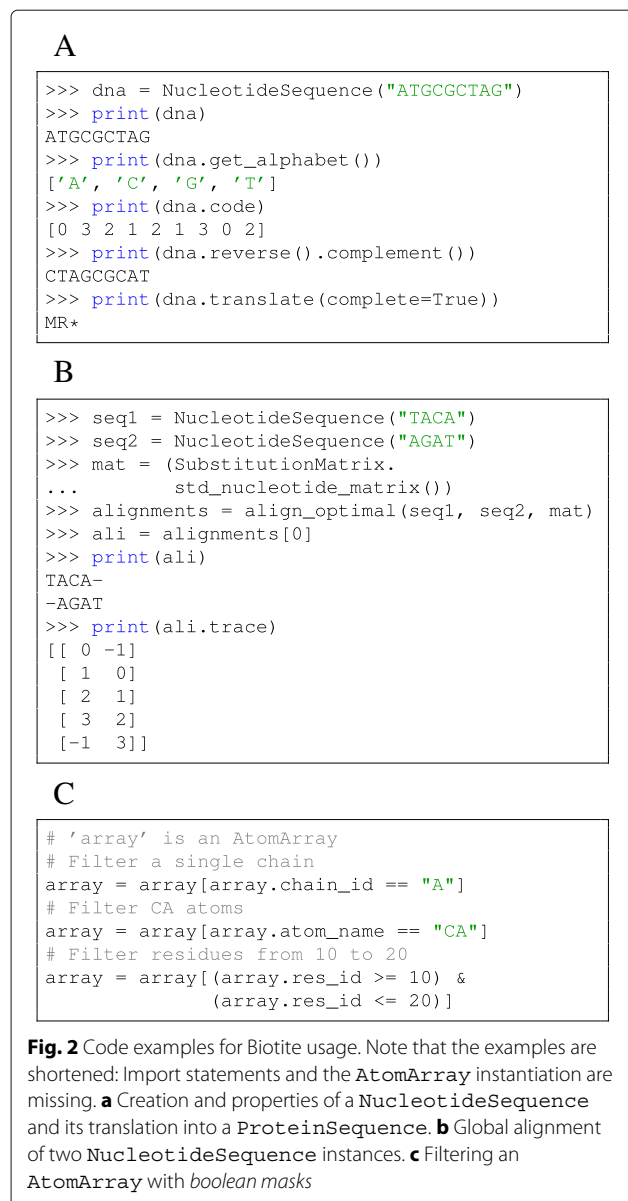 A
>>> dna = NucleotideSequence("ATGCGCTAG")
>>> print(dna)
ATGCGCTAG
>>> print(dna.get_alphabet())
['A', 'C', 'G', 'T']
>>> print(dna.code)
[0 3 2 1 2 1 3 0 2]
>>> print(dna.reverse().complement())
CTAGCGCAT
>>> print(dna.translate(complete=True))
MR*
B
>>> seq1 = NucleotideSequence("TACA")
>>> seq2 = NucleotideSequence("AGAT")
>>> mat = (SubstitutionMatrix.
...        std_nucleotide_matrix())
>>> alignments = align_optimal(seq1, seq2, mat)
>>> ali = alignments[0]
>>> print(ali)
TACA-
-AGAT
>>> print(ali.trace)
[[ 0 -1]
 [ 1  0]
 [ 2  1]
 [ 3  2]
 [-1  3]]
C
# 'array' is an AtomArray
# Filter a single chain
array = array[array.chain_id == "A"]
# Filter CA atoms
array = array[array.atom_name == "CA"]
# Filter residues from 10 to 20
array = array[(array.res_id >= 10) &
              (array.res_id <= 20)]
Fig. 2 Code examples for Biotite usage. Note that the examples are
shortened: Import statements and the AtomArray instantiation are
missing. a Creation and properties of a NucleotideSequence
and its translation into a ProteinSequence. b Global alignment
of two NucleotideSequence instances. c Filtering an
AtomArray with boolean masks